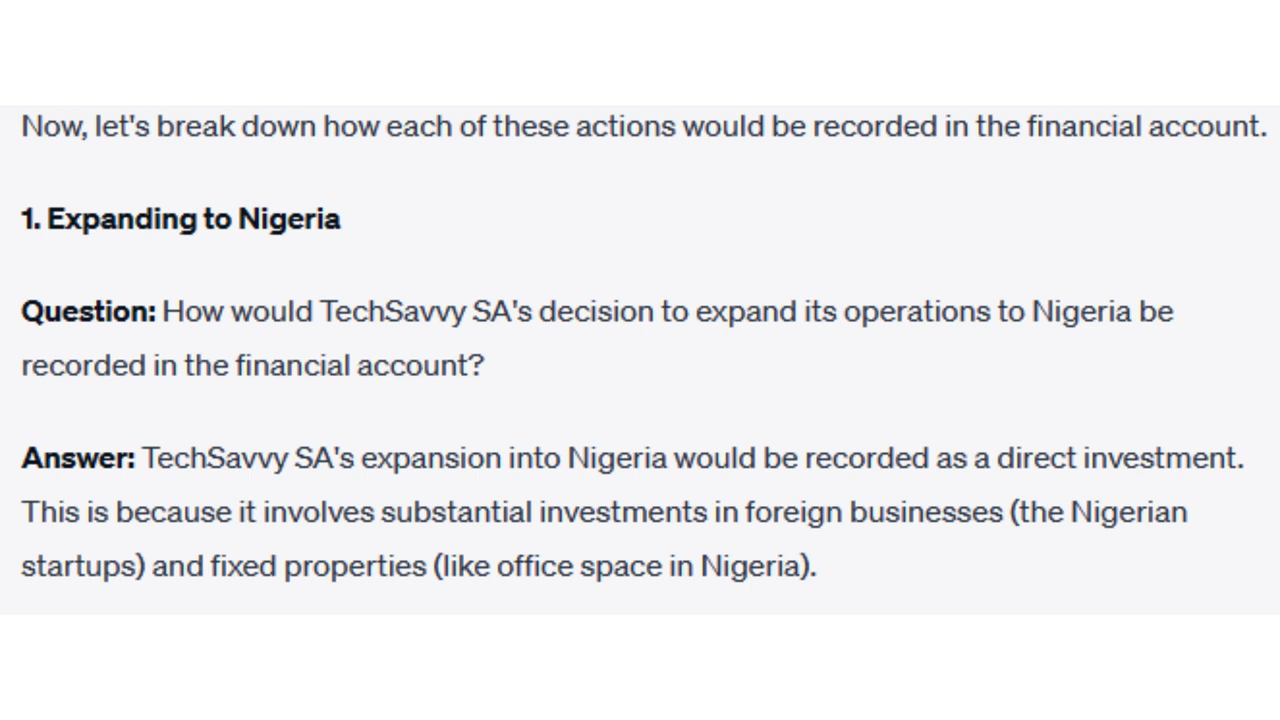 Now, let's break down how each of these actions would be recorded in the financial account.
1. Expanding to Nigeria
Question: How would TechSavvy SA's decision to expand its operations to Nigeria be
recorded in the financial account?
Answer: TechSavvy SA's expansion into Nigeria would be recorded as a direct investment.
This is because it involves substantial investments in foreign businesses (the Nigerian
startups) and fixed properties (like office space in Nigeria).